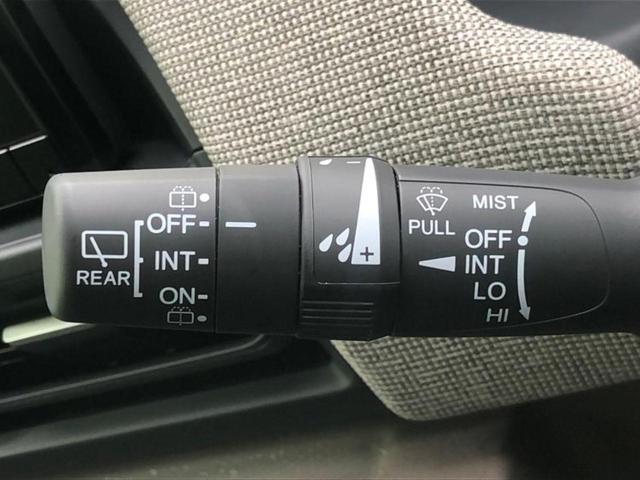 REAR
OFF
INT
ON
− +
PULL
MIST
OFF
INT
LO
HI